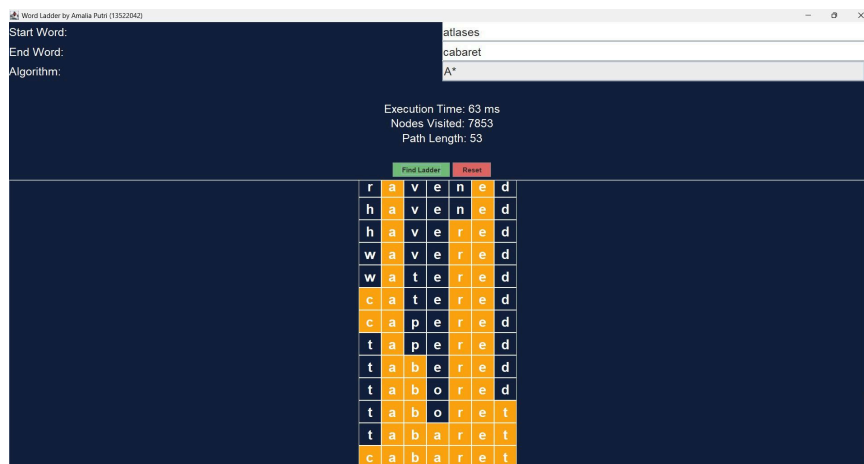 Word Ladder by Amalia Putri (13522042)
Start Word: atlases
End Word: cabaret
Algorithm: A*
Execution Time: 63 ms
Nodes Visited: 7853
Path Length: 53
Find Ladder Reset
r a v e n e d
h a v e n e d
h a v e r e d
w a v e r e d
w a t e r e d
c a t e r e d
c a p e r e d
t a p e r e d
t a b e r e d
t a b o r e d
t a b o r e t
t a b a r e t
c a b a r e t